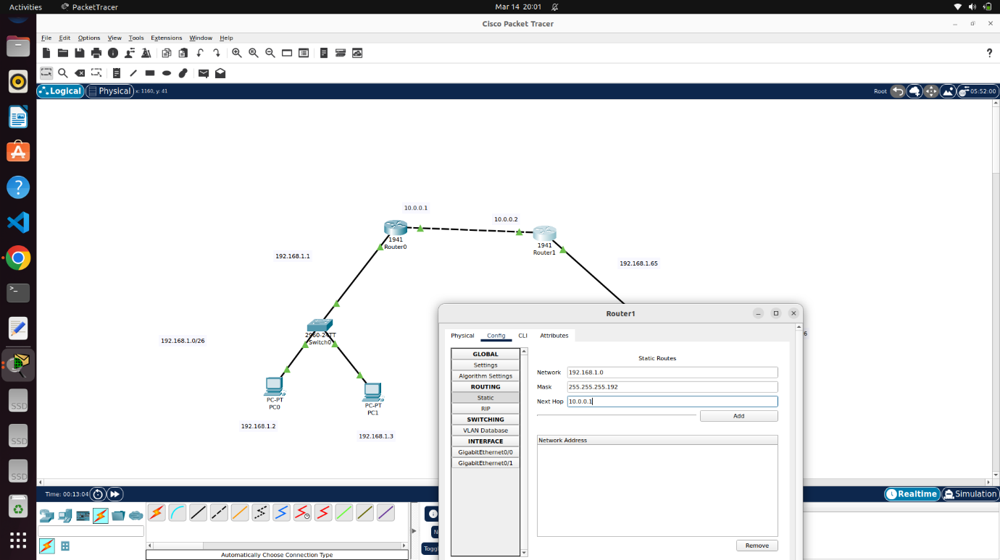 Activities PacketTracer Mar 14 20:01
Cisco Packet Tracer
File Edit Options View Tools Extensions Window Help
?
Logical Physical x: 1160, y: 41 Root 05:52:00
10.0.0.1
10.0.0.2
1941
Router0
1941
Router1
192.168.1.1
192.168.1.65
2960-24TT
Switch0
192.168.1.0/26
6
PC-PT
PC0
PC-PT
PC1
192.168.1.2
192.168.1.3
Router1
Physical Config CLI Attributes
GLOBAL
Settings
Algorithm Settings
ROUTING
Static
RIP
SWITCHING
VLAN Database
INTERFACE
GigabitEthernet0/0
GigabitEthernet0/1
Static Routes
Network 192.168.1.0
Mask 255.255.255.192
Next Hop 10.0.0.1
Add
Network Address
Remove
Time: 00:13:04 Realtime Simulation
N
Toggl
Automatically Choose Connection Type
SSD
SSD
SSD